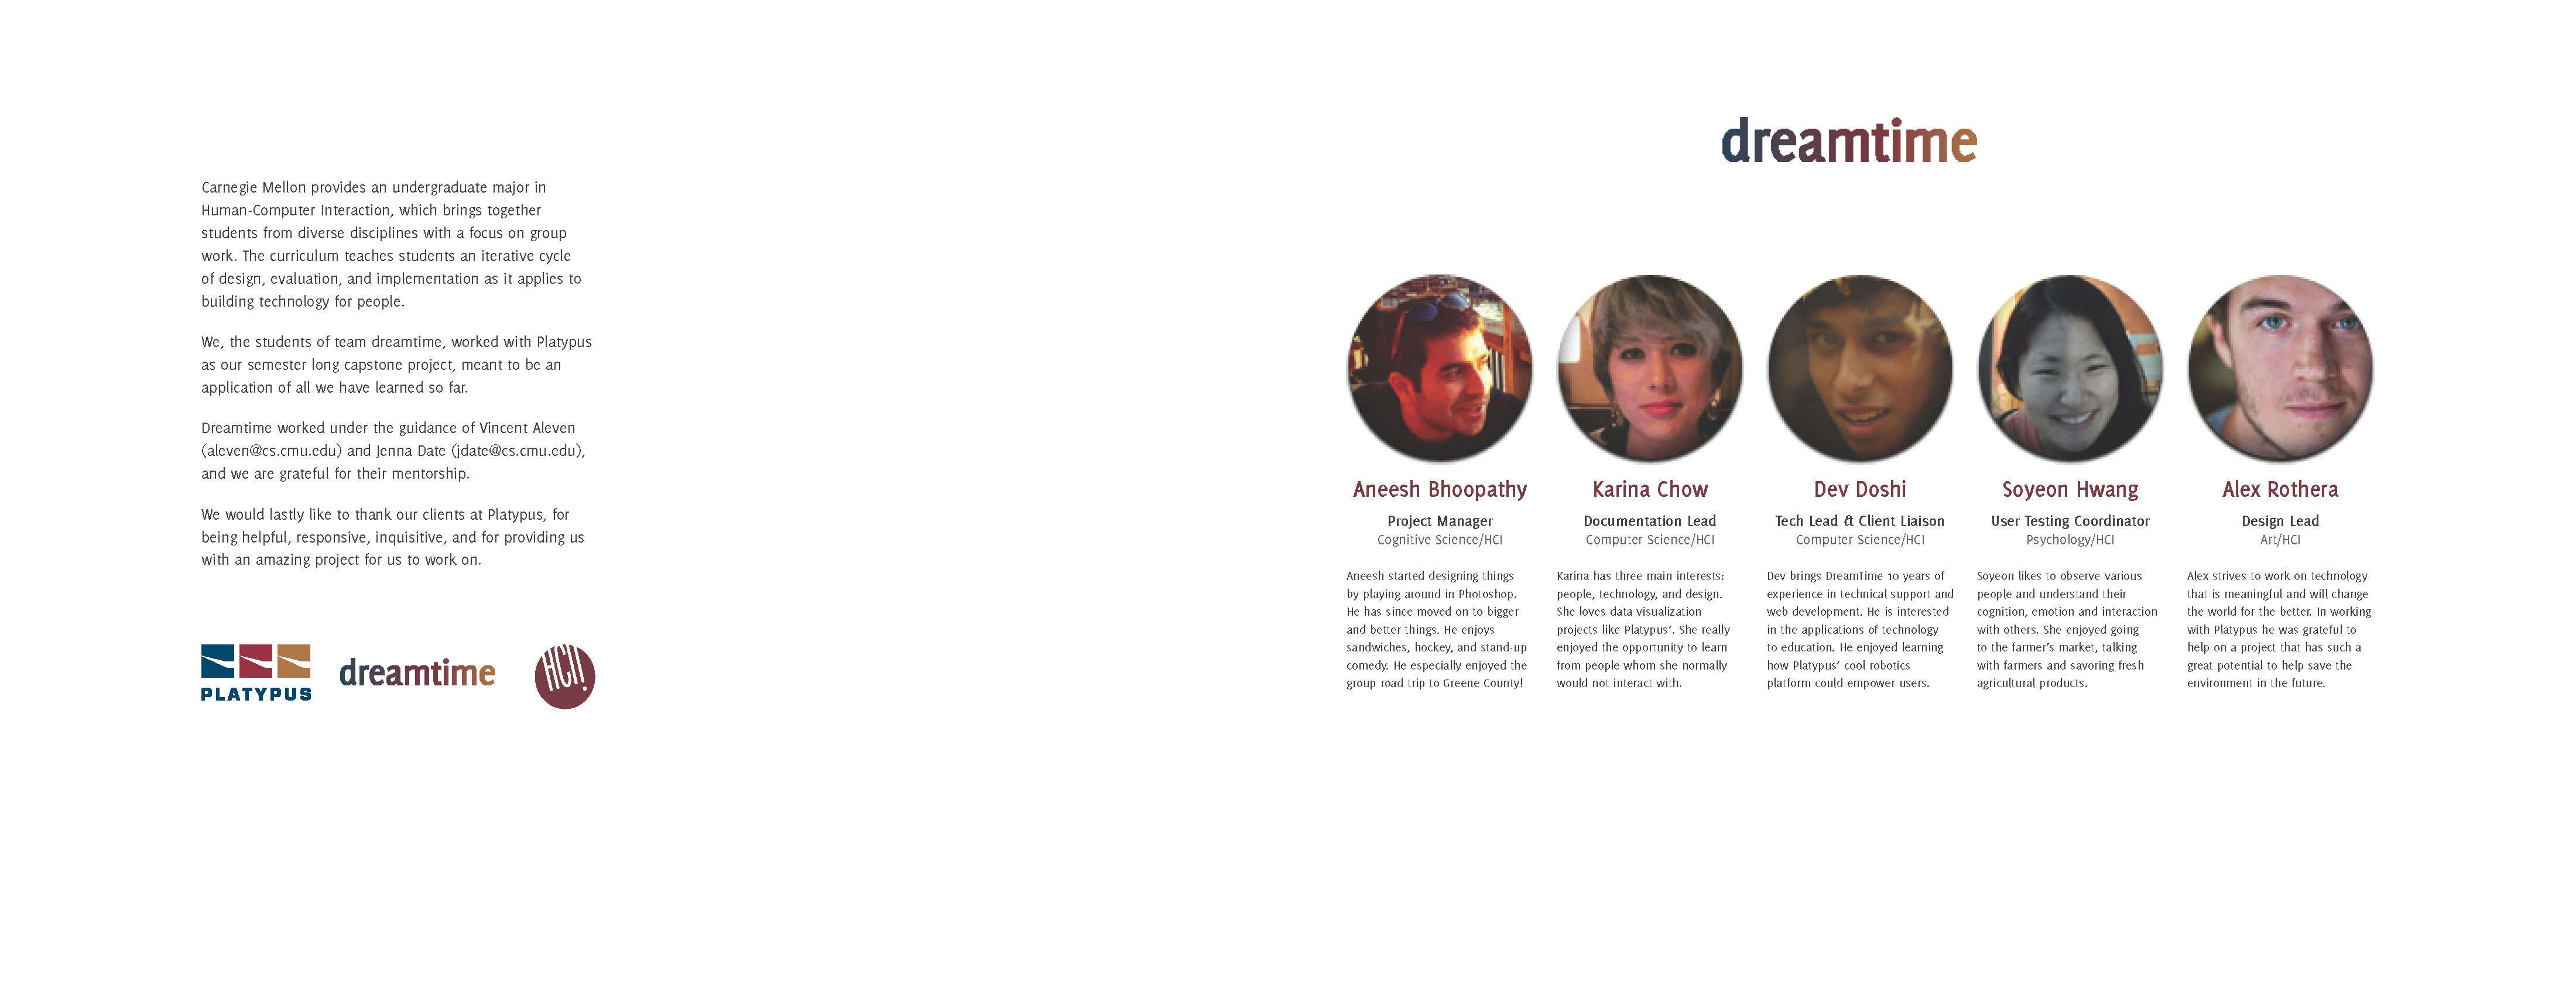 Carnegie Mellon provides an undergraduate major in
Human-Computer Interaction, which brings together
students from diverse disciplines with a focus on group
work. The curriculum teaches students an iterative cycle
of design, evaluation, and implementation as it applies to
building technology for people.
We, the students of team dreamtime, worked with Platypus
as our semester long capstone project, meant to be an
application of all we have learned so far.
Dreamtime worked under the guidance of Vincent Aleven
(aleven@cs.cmu.edu) and Jenna Date (jdate@cs.cmu.edu),
and we are grateful for their mentorship.
We would lastly like to thank our clients at Platypus, for
being helpful, responsive, inquisitive, and for providing us
with an amazing project for us to work on.
PLATYPUS
dreamtime
HCII
dreamtime
Aneesh Bhoopathy
Project Manager
Cognitive Science/HCI
Aneesh started designing things
by playing around in Photoshop.
He has since moved on to bigger
and better things. He enjoys
sandwiches, hockey, and stand-up
comedy. He especially enjoyed the
group road trip to Greene County!
Karina Chow
Documentation Lead
Computer Science/HCI
Karina has three main interests:
people, technology, and design.
She loves data visualization
projects like Platypus'. She really
enjoyed the opportunity to learn
from people whom she normally
would not interact with.
Dev Doshi
Tech Lead & Client Liaison
Computer Science/HCI
Dev brings DreamTime 10 years of
experience in technical support and
web development. He is interested
in the applications of technology
to education. He enjoyed learning
how Platypus' cool robotics
platform could empower users.
Soyeon Hwang
User Testing Coordinator
Psychology/HCI
Soyeon likes to observe various
people and understand their
cognition, emotion and interaction
with others. She enjoyed going
to the farmer's market, talking
with farmers and savoring fresh
agricultural products.
Alex Rothera
Design Lead
Art/HCI
Alex strives to work on technology
that is meaningful and will change
the world for the better. In working
with Platypus he was grateful to
help on a project that has such a
great potential to help save the
environment in the future.